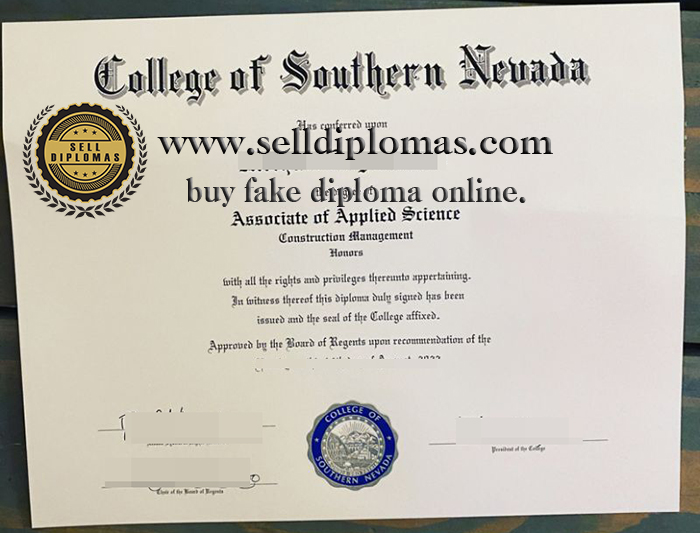 College of Southern Nevada
Has conferred upon
SELL
DIPLOMAS
www.selldiplomas.com
buy fake diploma online.
Associate of Applied Science
Construction Management
Honors
with all the rights and privileges thereunto appertaining.
In witness thereof this diploma duly signed has been
issued and the seal of the College affixed.
Approved by the Board of Regents upon recommendation of the
COLLEGE OF
SOUTHERN NEVADA
President of the College
Chair of the Board of Regents